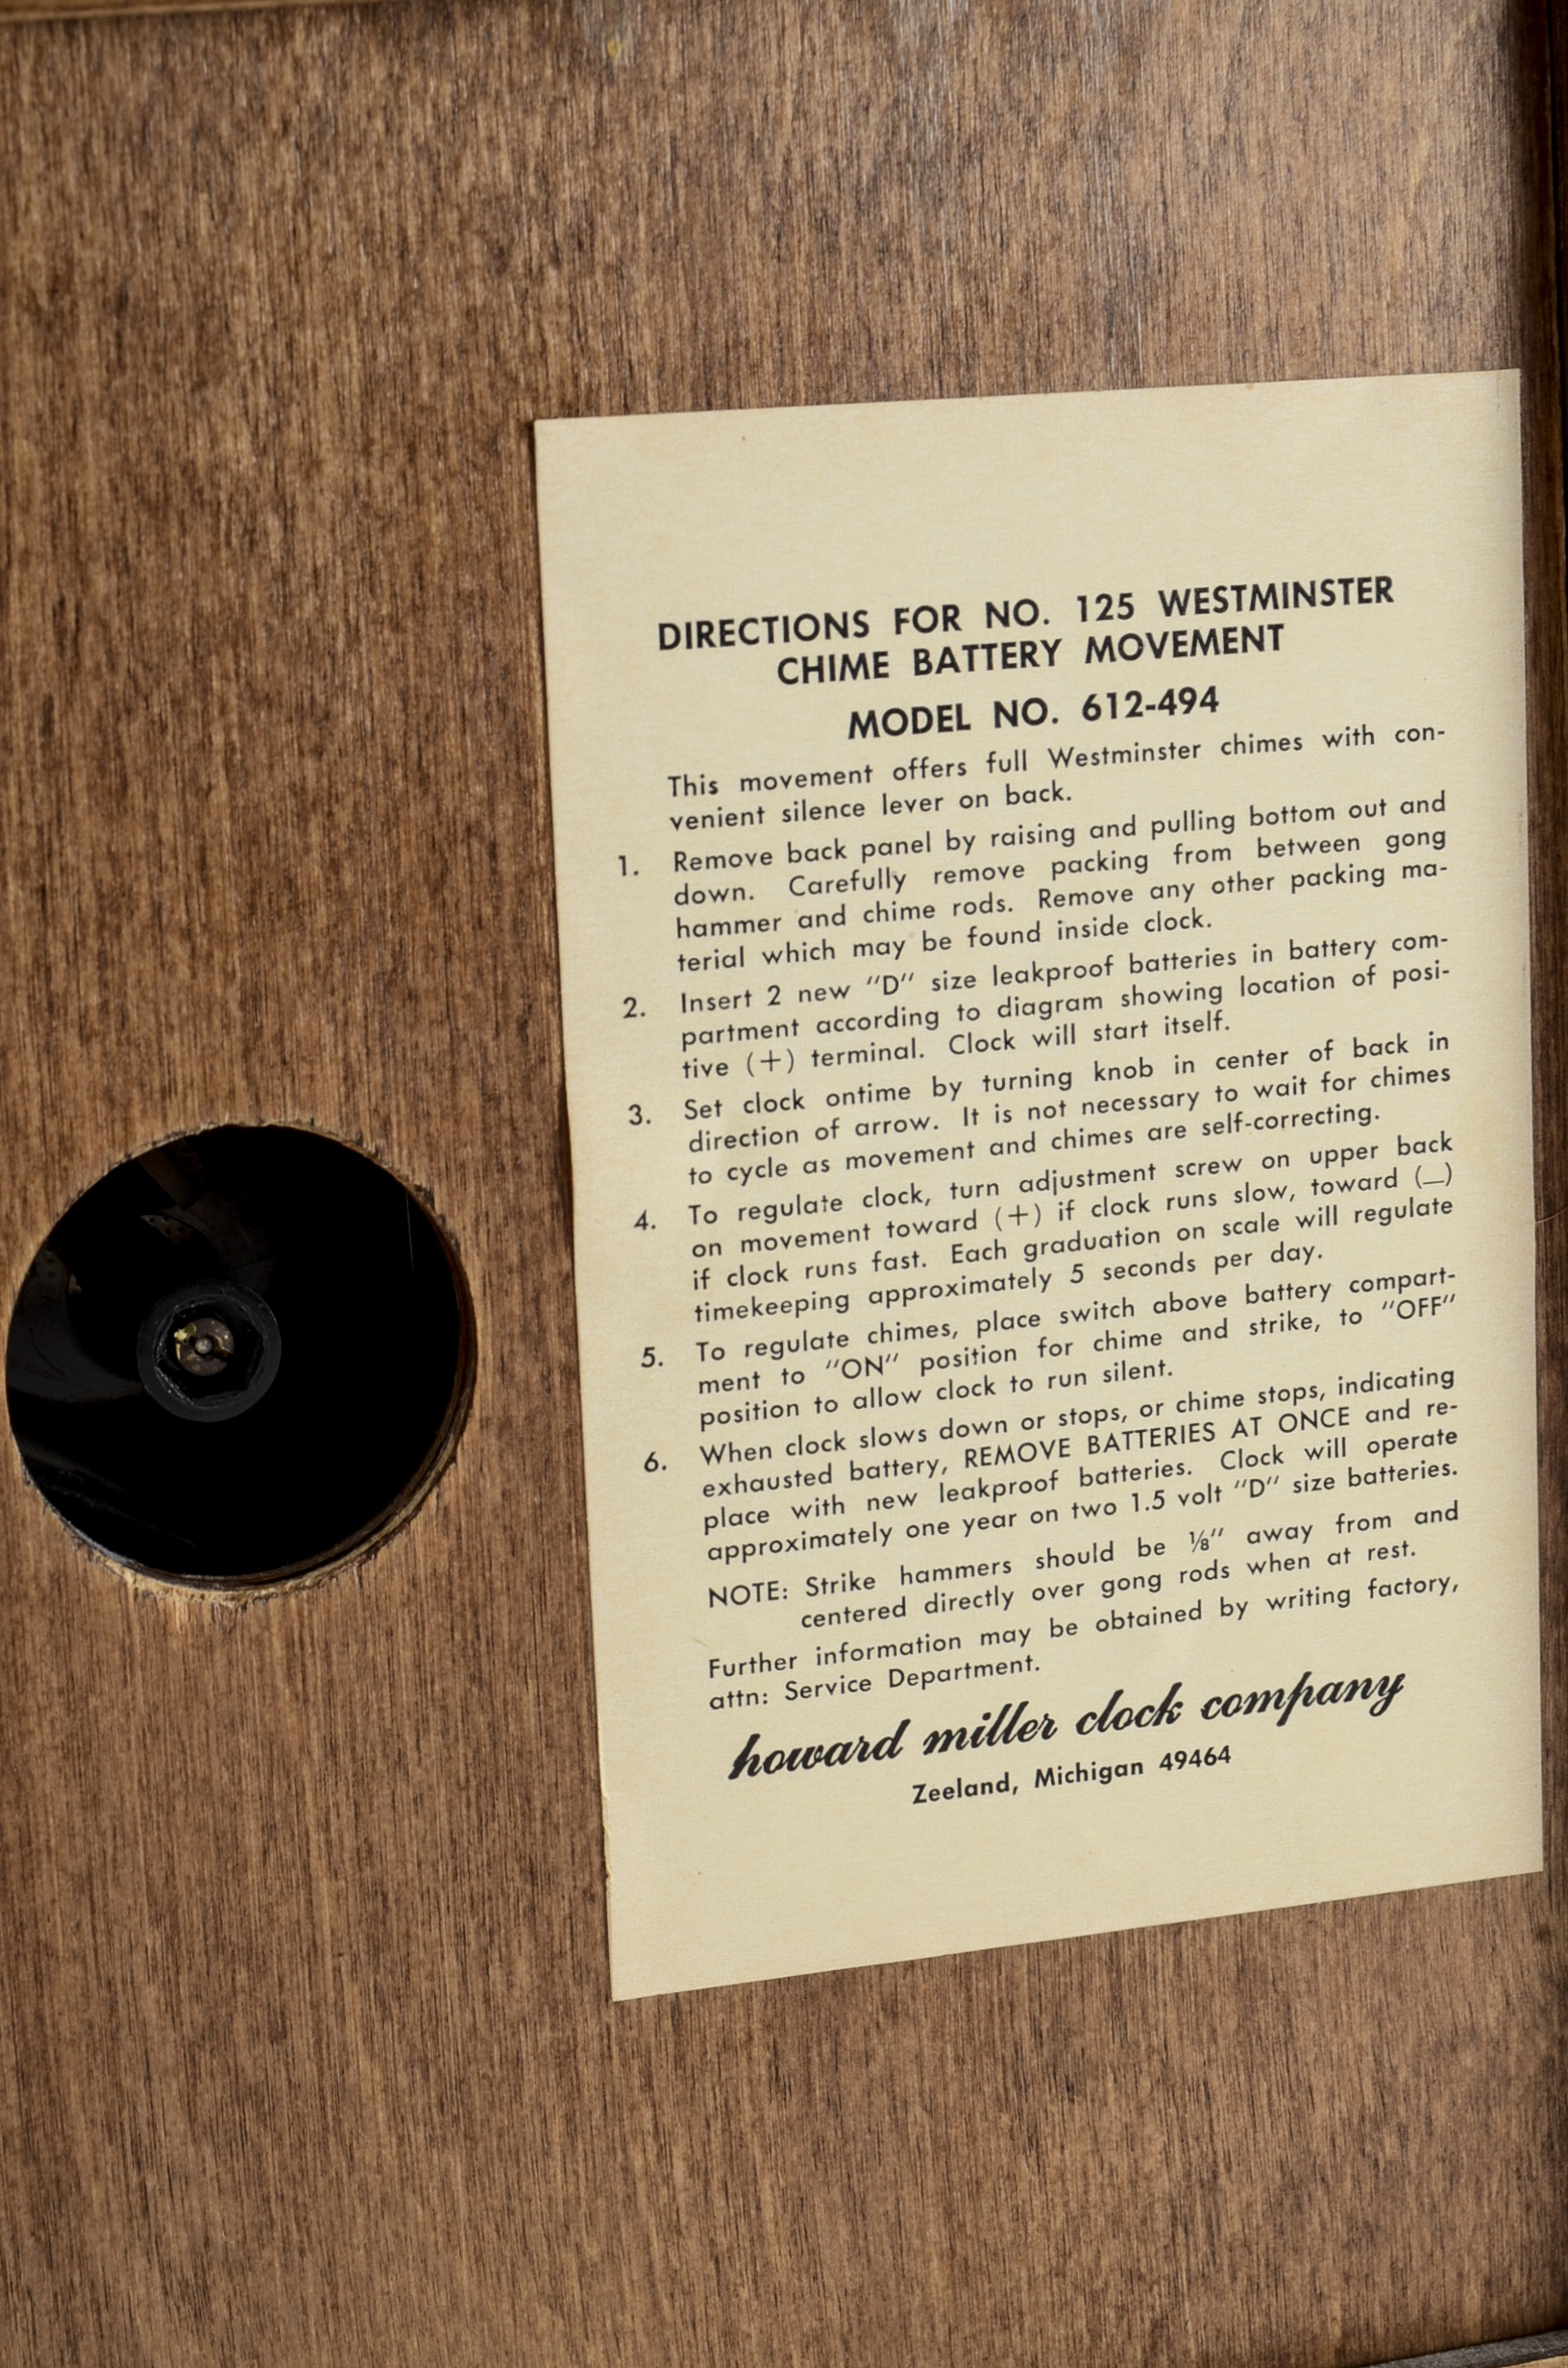 DIRECTIONS FOR NO. 125 WESTMINSTER
CHIME BATTERY MOVEMENT
MODEL NO. 612-494
This movement offers full Westminster chimes with con-
venient silence lever on back.
1. Remove back panel by raising and pulling bottom out and
down. Carefully remove packing from between gong
hammer and chime rods. Remove any other packing ma-
terial which may be found inside clock.
2. Insert 2 new "D" size leakproof batteries in battery com-
partment according to diagram showing location of posi-
tive (+) terminal. Clock will start itself.
3. Set clock ontime by turning knob in center of back in
direction of arrow. It is not necessary to wait for chimes
to cycle as movement and chimes are self-correcting.
4. To regulate clock, turn adjustment screw on upper back
on movement toward (+) if clock runs slow, toward (—)
if clock runs fast. Each graduation on scale will regulate
timekeeping approximately 5 seconds per day.
5. To regulate chimes, place switch above battery compart-
ment to "ON" position for chime and strike, to "OFF"
position to allow clock to run silent.
6. When clock slows down or stops, or chime stops, indicating
exhausted battery, REMOVE BATTERIES AT ONCE and re-
place with new leakproof batteries. Clock will operate
approximately one year on two 1.5 volt "D" size batteries.
NOTE: Strike hammers should be ⅛" away from and
centered directly over gong rods when at rest.
Further information may be obtained by writing factory,
attn: Service Department.
howard miller clock company
Zeeland, Michigan 49464